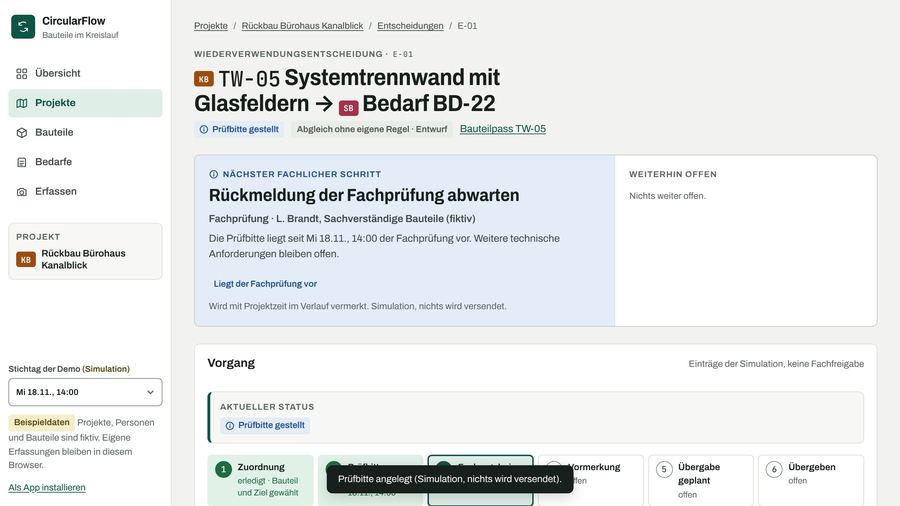 CircularFlow
Bauteile im Kreislauf
Übersicht
Projekte
Bauteile
Bedarfe
Erfassen
PROJEKT
KB Rückbau Bürohaus
Kanalblick
Stichtag der Demo (Simulation)
Mi 18.11., 14:00
Beispieldaten Projekte, Personen
und Bauteile sind fiktiv. Eigene
Erfassungen bleiben in diesem
Browser.
Als App installieren
Projekte / Rückbau Bürohaus Kanalblick / Entscheidungen / E-01
WIEDERVERWENDUNGSENTSCHEIDUNG · E-01
KB TW-05 Systemtrennwand mit
Glasfeldern → SB Bedarf BD-22
Prüfbitte gestellt Abgleich ohne eigene Regel · Entwurf Bauteilpass TW-05
NÄCHSTER FACHLICHER SCHRITT
Rückmeldung der Fachprüfung abwarten
Fachprüfung · L. Brandt, Sachverständige Bauteile (fiktiv)
Die Prüfbitte liegt seit Mi 18.11., 14:00 der Fachprüfung vor. Weitere technische
Anforderungen bleiben offen.
Liegt der Fachprüfung vor
Wird mit Projektzeit im Verlauf vermerkt. Simulation, nichts wird versendet.
WEITERHIN OFFEN
Nichts weiter offen.
Vorgang
Einträge der Simulation, keine Fachfreigabe
AKTUELLER STATUS
Prüfbitte gestellt
1 Zuordnung
erledigt · Bauteil
und Ziel gewählt
Vormerkung
5 Übergabe
geplant
offen
6 Übergeben
offen
Prüfbitte angelegt (Simulation, nichts wird versendet).